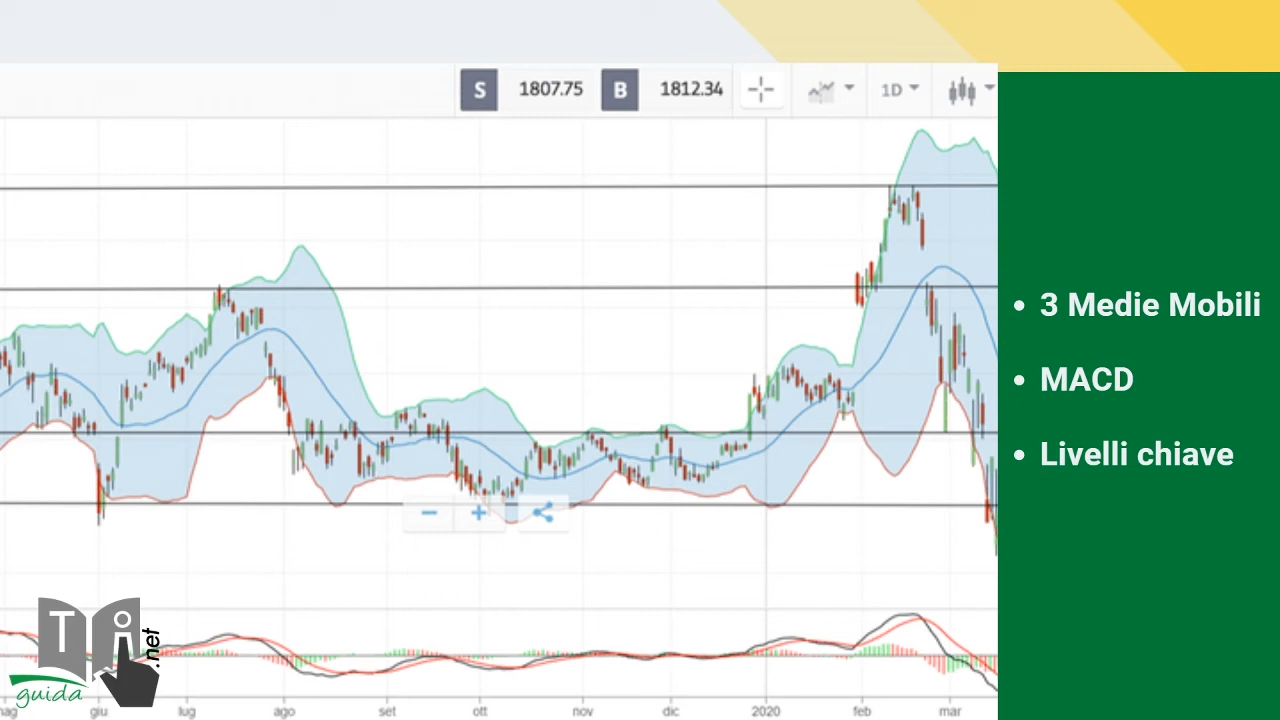 S 1807.75 B 1812.34 1D
3 Medie Mobili
MACD
Livelli chiave
T i .net
guida
mag giu lug ago set ott nov dic 2020 feb mar